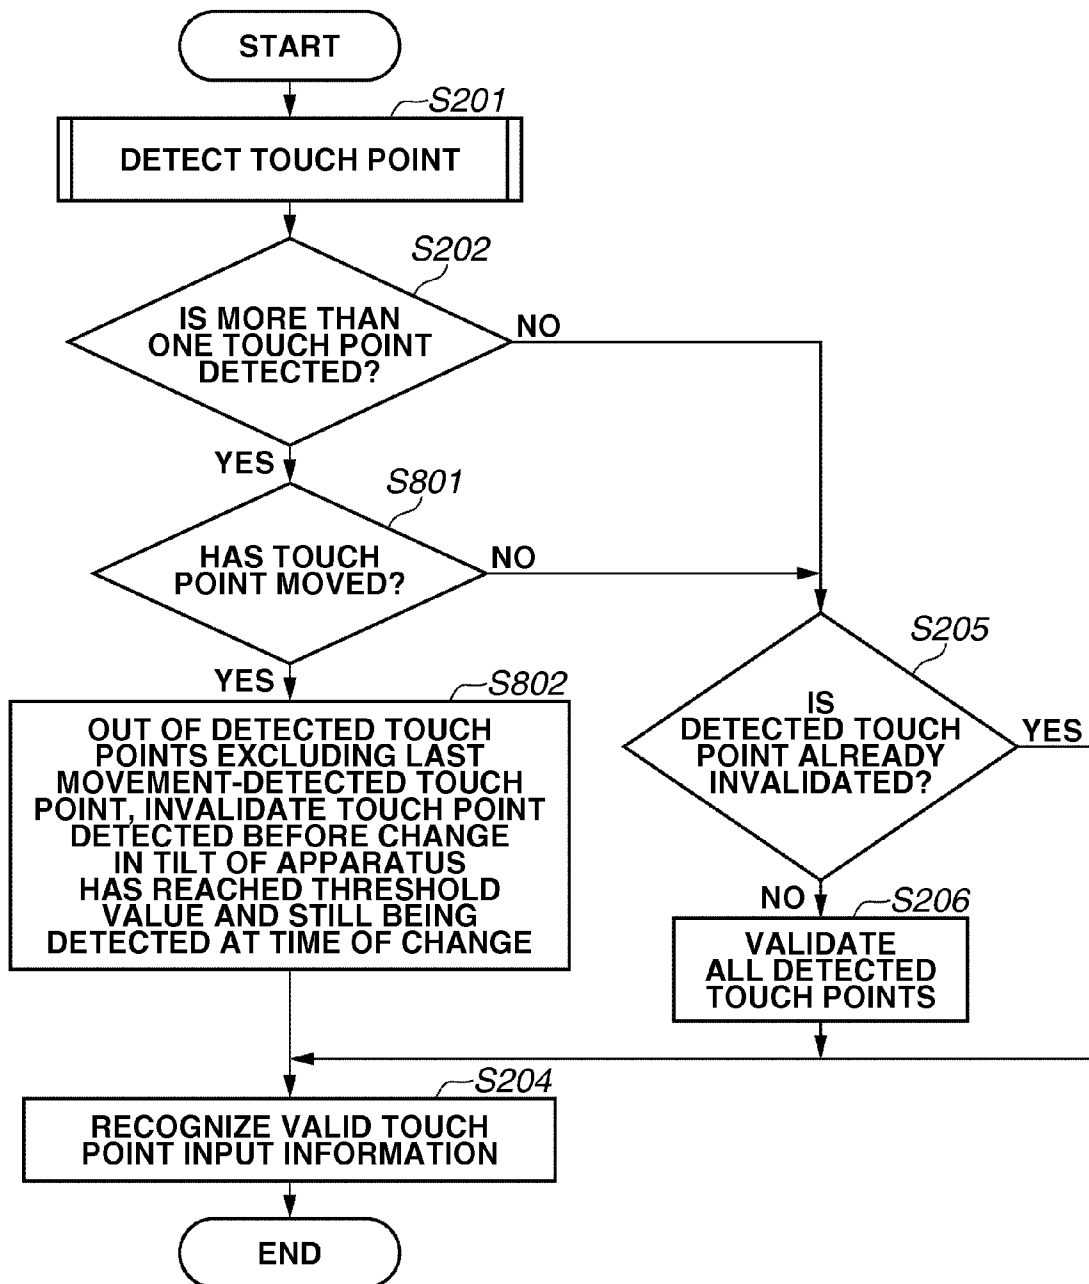 START
S201
DETECT TOUCH POINT
S202
IS MORE THAN
ONE TOUCH POINT
DETECTED?
NO
YES
S801
HAS TOUCH
POINT MOVED?
NO
YES
S802
OUT OF DETECTED TOUCH
POINTS EXCLUDING LAST
MOVEMENT-DETECTED TOUCH
POINT, INVALIDATE TOUCH POINT
DETECTED BEFORE CHANGE
IN TILT OF APPARATUS
HAS REACHED THRESHOLD
VALUE AND STILL BEING
DETECTED AT TIME OF CHANGE
S205
IS
DETECTED TOUCH
POINT ALREADY
INVALIDATED?
YES
NO
S206
VALIDATE
ALL DETECTED
TOUCH POINTS
S204
RECOGNIZE VALID TOUCH
POINT INPUT INFORMATION
END